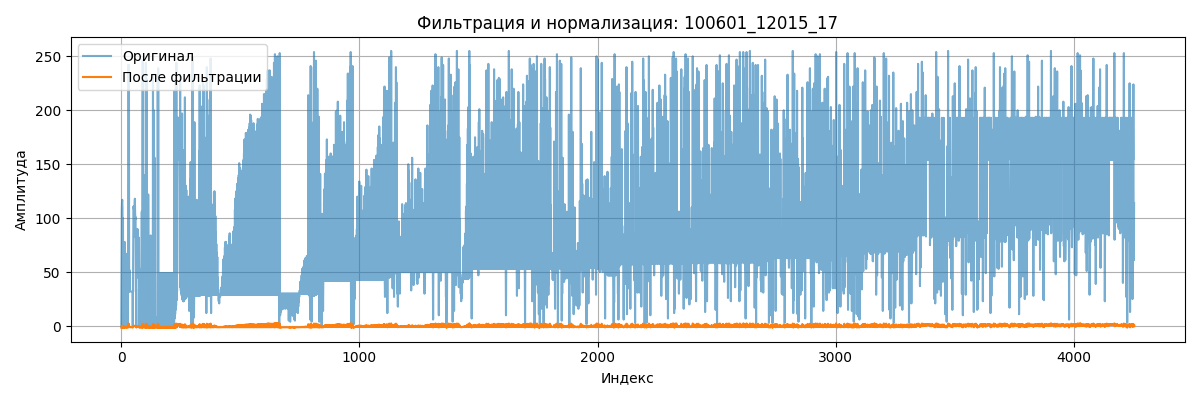 Фильтрация и нормализация: 100601_12015_17
Оригинал
После фильтрации
Амплитуда
250
200
150
100
50
0
0 1000 2000 3000 4000
Индекс